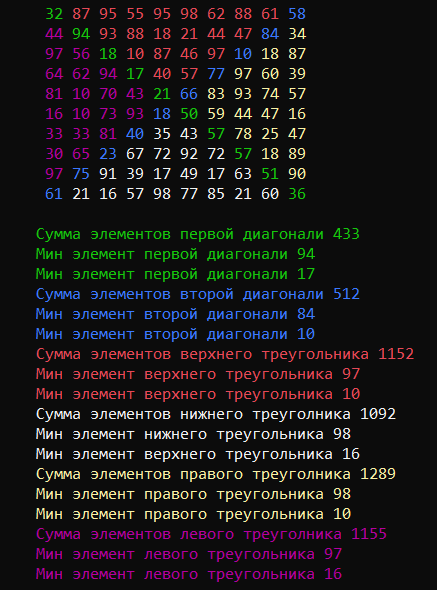 32 87 95 55 95 98 62 88 61 58
44 94 93 88 18 21 44 47 84 34
97 56 18 10 87 46 97 10 18 87
64 62 94 17 40 57 77 97 60 39
81 10 70 43 21 66 83 93 74 57
16 10 73 93 18 50 59 44 47 16
33 33 81 40 35 43 57 78 25 47
30 65 23 67 72 92 72 57 18 89
97 75 91 39 17 49 17 63 51 90
61 21 16 57 98 77 85 21 60 36
Сумма элементов первой диагонали 433
Мин элемент первой диагонали 94
Мин элемент первой диагонали 17
Сумма элементов второй диагонали 512
Мин элемент второй диагонали 84
Мин элемент второй диагонали 10
Сумма элементов верхнего треугольника 1152
Мин элемент верхнего треугольника 97
Мин элемент верхнего треугольника 10
Сумма элементов нижнего треуголника 1092
Мин элемент нижнего треугольника 98
Мин элемент верхнего треугольника 16
Сумма элементов правого треуголника 1289
Мин элемент правого треугольника 98
Мин элемент правого треугольника 10
Сумма элементов левого треуголника 1155
Мин элемент левого треугольника 97
Мин элемент левого треугольника 16